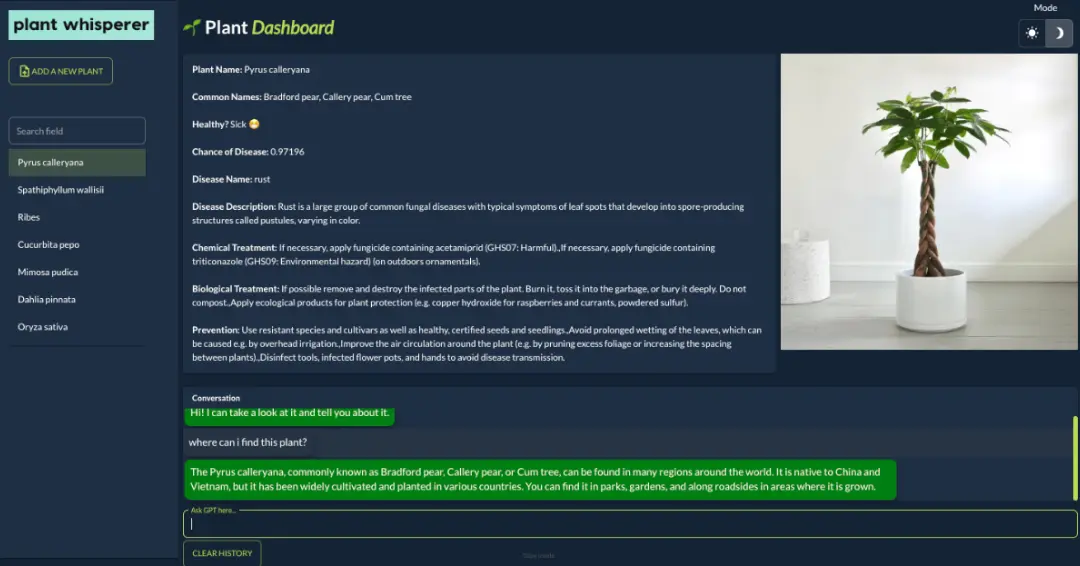 plant whisperer
ADD A NEW PLANT
Search field
Pyrus calleryana
Spathiphyllum wallisii
Ribes
Cucurbita pepo
Mimosa pudica
Dahlia pinnata
Oryza sativa
Plant Dashboard
Mode
Plant Name: Pyrus calleryana
Common Names: Bradford pear, Callery pear, Cum tree
Healthy? Sick
Chance of Disease: 0.97196
Disease Name: rust
Disease Description: Rust is a large group of common fungal diseases with typical symptoms of leaf spots that develop into spore-producing
structures called pustules, varying in color.
Chemical Treatment: If necessary, apply fungicide containing acetamiprid (GHS07: Harmful).,If necessary, apply fungicide containing
triticonazole (GHS09: Environmental hazard) (on outdoors ornamentals).
Biological Treatment: If possible remove and destroy the infected parts of the plant. Burn it, toss it into the garbage, or bury it deeply. Do not
compost.,Apply ecological products for plant protection (e.g. copper hydroxide for raspberries and currants, powdered sulfur).
Prevention: Use resistant species and cultivars as well as healthy, certified seeds and seedlings.,Avoid prolonged wetting of the leaves, which can
be caused e.g. by overhead irrigation.,Improve the air circulation around the plant (e.g. by pruning excess foliage or increasing the spacing
between plants).,Disinfect tools, infected flower pots, and hands to avoid disease transmission.
Conversation
Hi! I can take a look at it and tell you about it.
where can i find this plant?
The Pyrus calleryana, commonly known as Bradford pear, Callery pear, or Cum tree, can be found in many regions around the world. It is native to China and
Vietnam, but it has been widely cultivated and planted in various countries. You can find it in parks, gardens, and along roadsides in areas where it is grown.
Ask GPT here...
CLEAR HISTORY